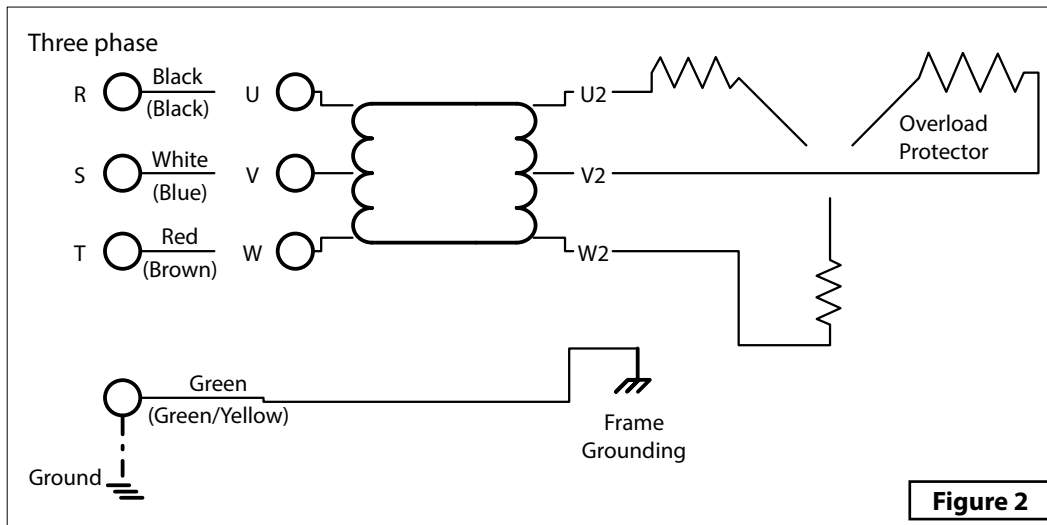 Three phase
R
Black
(Black)
U
U2
Overload
Protector
S
White
(Blue)
V
V2
T
Red
(Brown)
W
W2
Green
(Green/Yellow)
Frame
Grounding
Ground
Figure 2